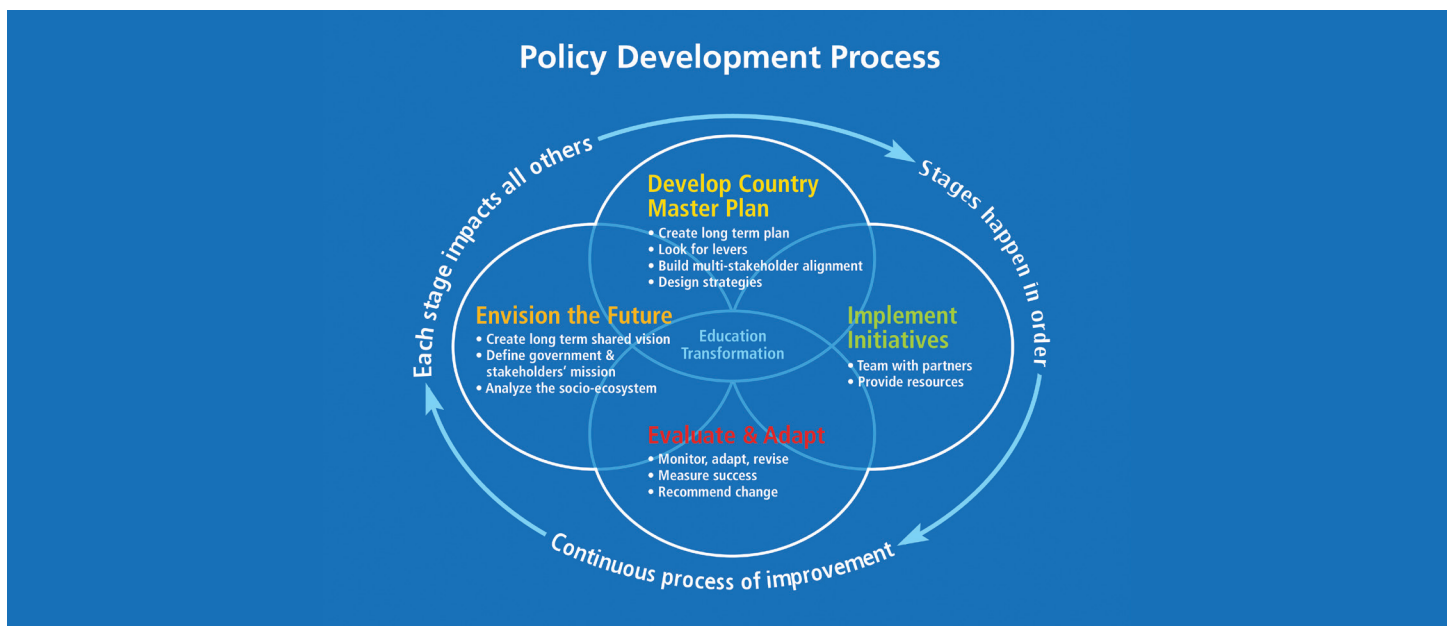 Policy Development Process
Each stage impacts all others
Stages happen in order
Develop Country
Master Plan
• Create long term plan
• Look for levers
• Build multi-stakeholder alignment
• Design strategies
Envision the Future
• Create long term shared vision
• Define government &
stakeholders’ mission
• Analyze the socio-ecosystem
Education
Transformation
Implement
Initiatives
• Team with partners
• Provide resources
Evaluate & Adapt
• Monitor, adapt, revise
• Measure success
• Recommend change
Continuous process of improvement